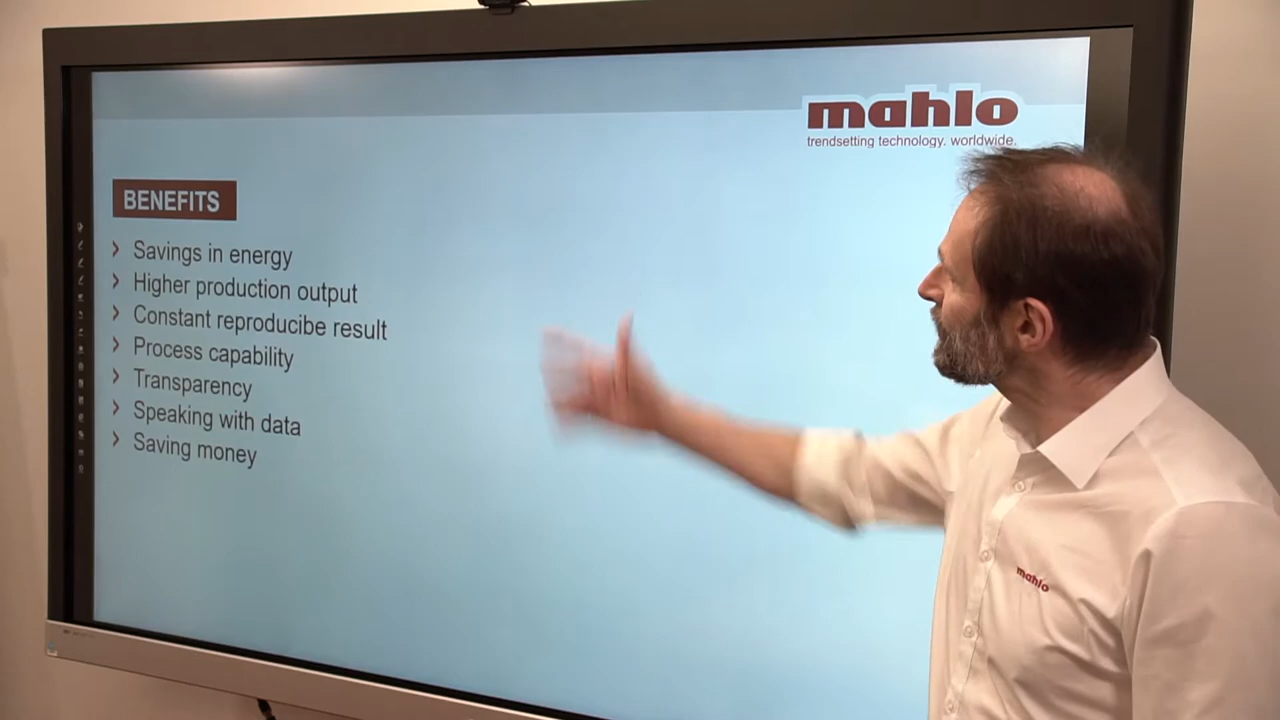 mahlo
trendsetting technology. worldwide.
BENEFITS
Savings in energy
Higher production output
Constant reproducibe result
Process capability
Transparency
Speaking with data
Saving money
mahlo